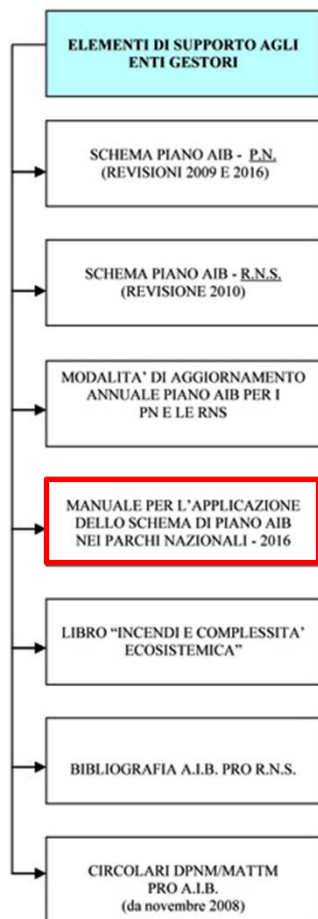 ELEMENTI DI SUPPORTO AGLI
ENTI GESTORI
SCHEMA PIANO AIB - P.N.
(REVISIONI 2009 E 2016)
SCHEMA PIANO AIB - R.N.S.
(REVISIONE 2010)
MODALITA' DI AGGIORNAMENTO
ANNUALE PIANO AIB PER I
PN E LE RNS
MANUALE PER L'APPLICAZIONE
DELLO SCHEMA DI PIANO AIB
NEI PARCHI NAZIONALI - 2016
LIBRO "INCENDI E COMPLESSITA'
ECOSISTEMICA"
BIBLIOGRAFIA A.I.B. PRO R.N.S.
CIRCOLARI DPNM/MATTM
PRO A.I.B.
(da novembre 2008)